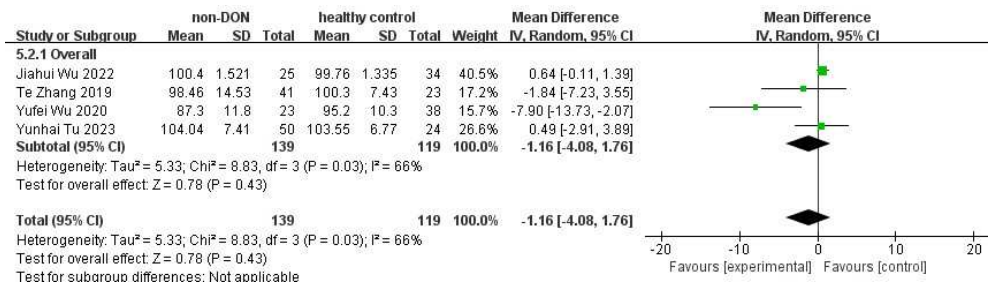 non-DON healthy control Mean Difference Mean Difference
Study or Subgroup Mean SD Total Mean SD Total Weight IV, Random, 95% CI IV, Random, 95% CI
5.2.1 Overall
Jiahui Wu 2022 100.4 1.521 25 99.76 1.335 34 40.5% 0.64 [-0.11, 1.39]
Te Zhang 2019 98.46 14.53 41 100.3 7.43 23 17.2% -1.84 [-7.23, 3.55]
Yufei Wu 2020 87.3 11.8 23 95.2 10.3 38 15.7% -7.90 [-13.73, -2.07]
Yunhai Tu 2023 104.04 7.41 50 103.55 6.77 24 26.6% 0.49 [-2.91, 3.89]
Subtotal (95% CI) 139 119 100.0% -1.16 [-4.08, 1.76]
Heterogeneity: Tau² = 5.33; Chi² = 8.83, df = 3 (P = 0.03); I² = 66%
Test for overall effect: Z = 0.78 (P = 0.43)
Total (95% CI) 139 119 100.0% -1.16 [-4.08, 1.76]
Heterogeneity: Tau² = 5.33; Chi² = 8.83, df = 3 (P = 0.03); I² = 66%
Test for overall effect: Z = 0.78 (P = 0.43)
Test for subgroup differences: Not applicable
-20 -10 0 10 20
Favours [experimental] Favours [control]